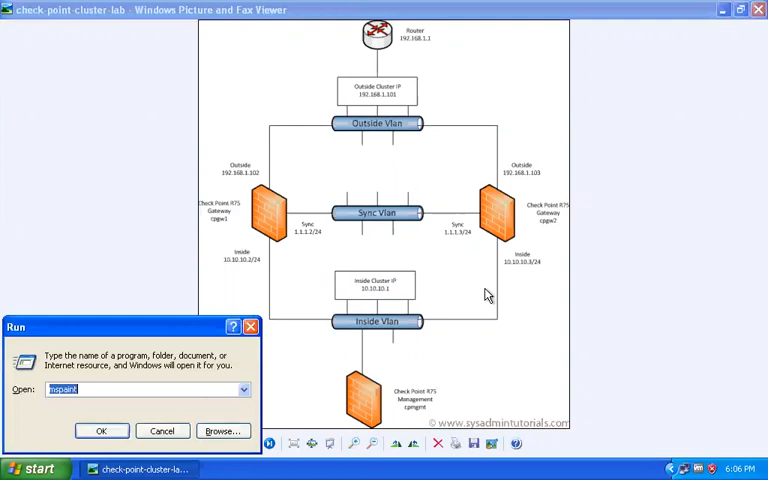 check-point-cluster-lab - Windows Picture and Fax Viewer
Router
192.168.1.1
Outside Cluster IP
192.168.1.101
Outside Vlan
Outside
192.168.1.102
Outside
192.168.1.103
Check Point R75
Gateway
cpgw1
Sync Vlan
Check Point R75
Gateway
cpgw2
Sync
1.1.1.2/24
Sync
1.1.1.3/24
Inside
10.10.10.2/24
Inside
10.10.10.3/24
Inside Cluster IP
10.10.10.1
Inside Vlan
Check Point R75
Management
cpmgmt
© www.sysadmintutorials.com
Run
Type the name of a program, folder, document, or
Internet resource, and Windows will open it for you.
Open: mspaint
OK Cancel Browse...
start
check-point-cluster-la...
6:06 PM